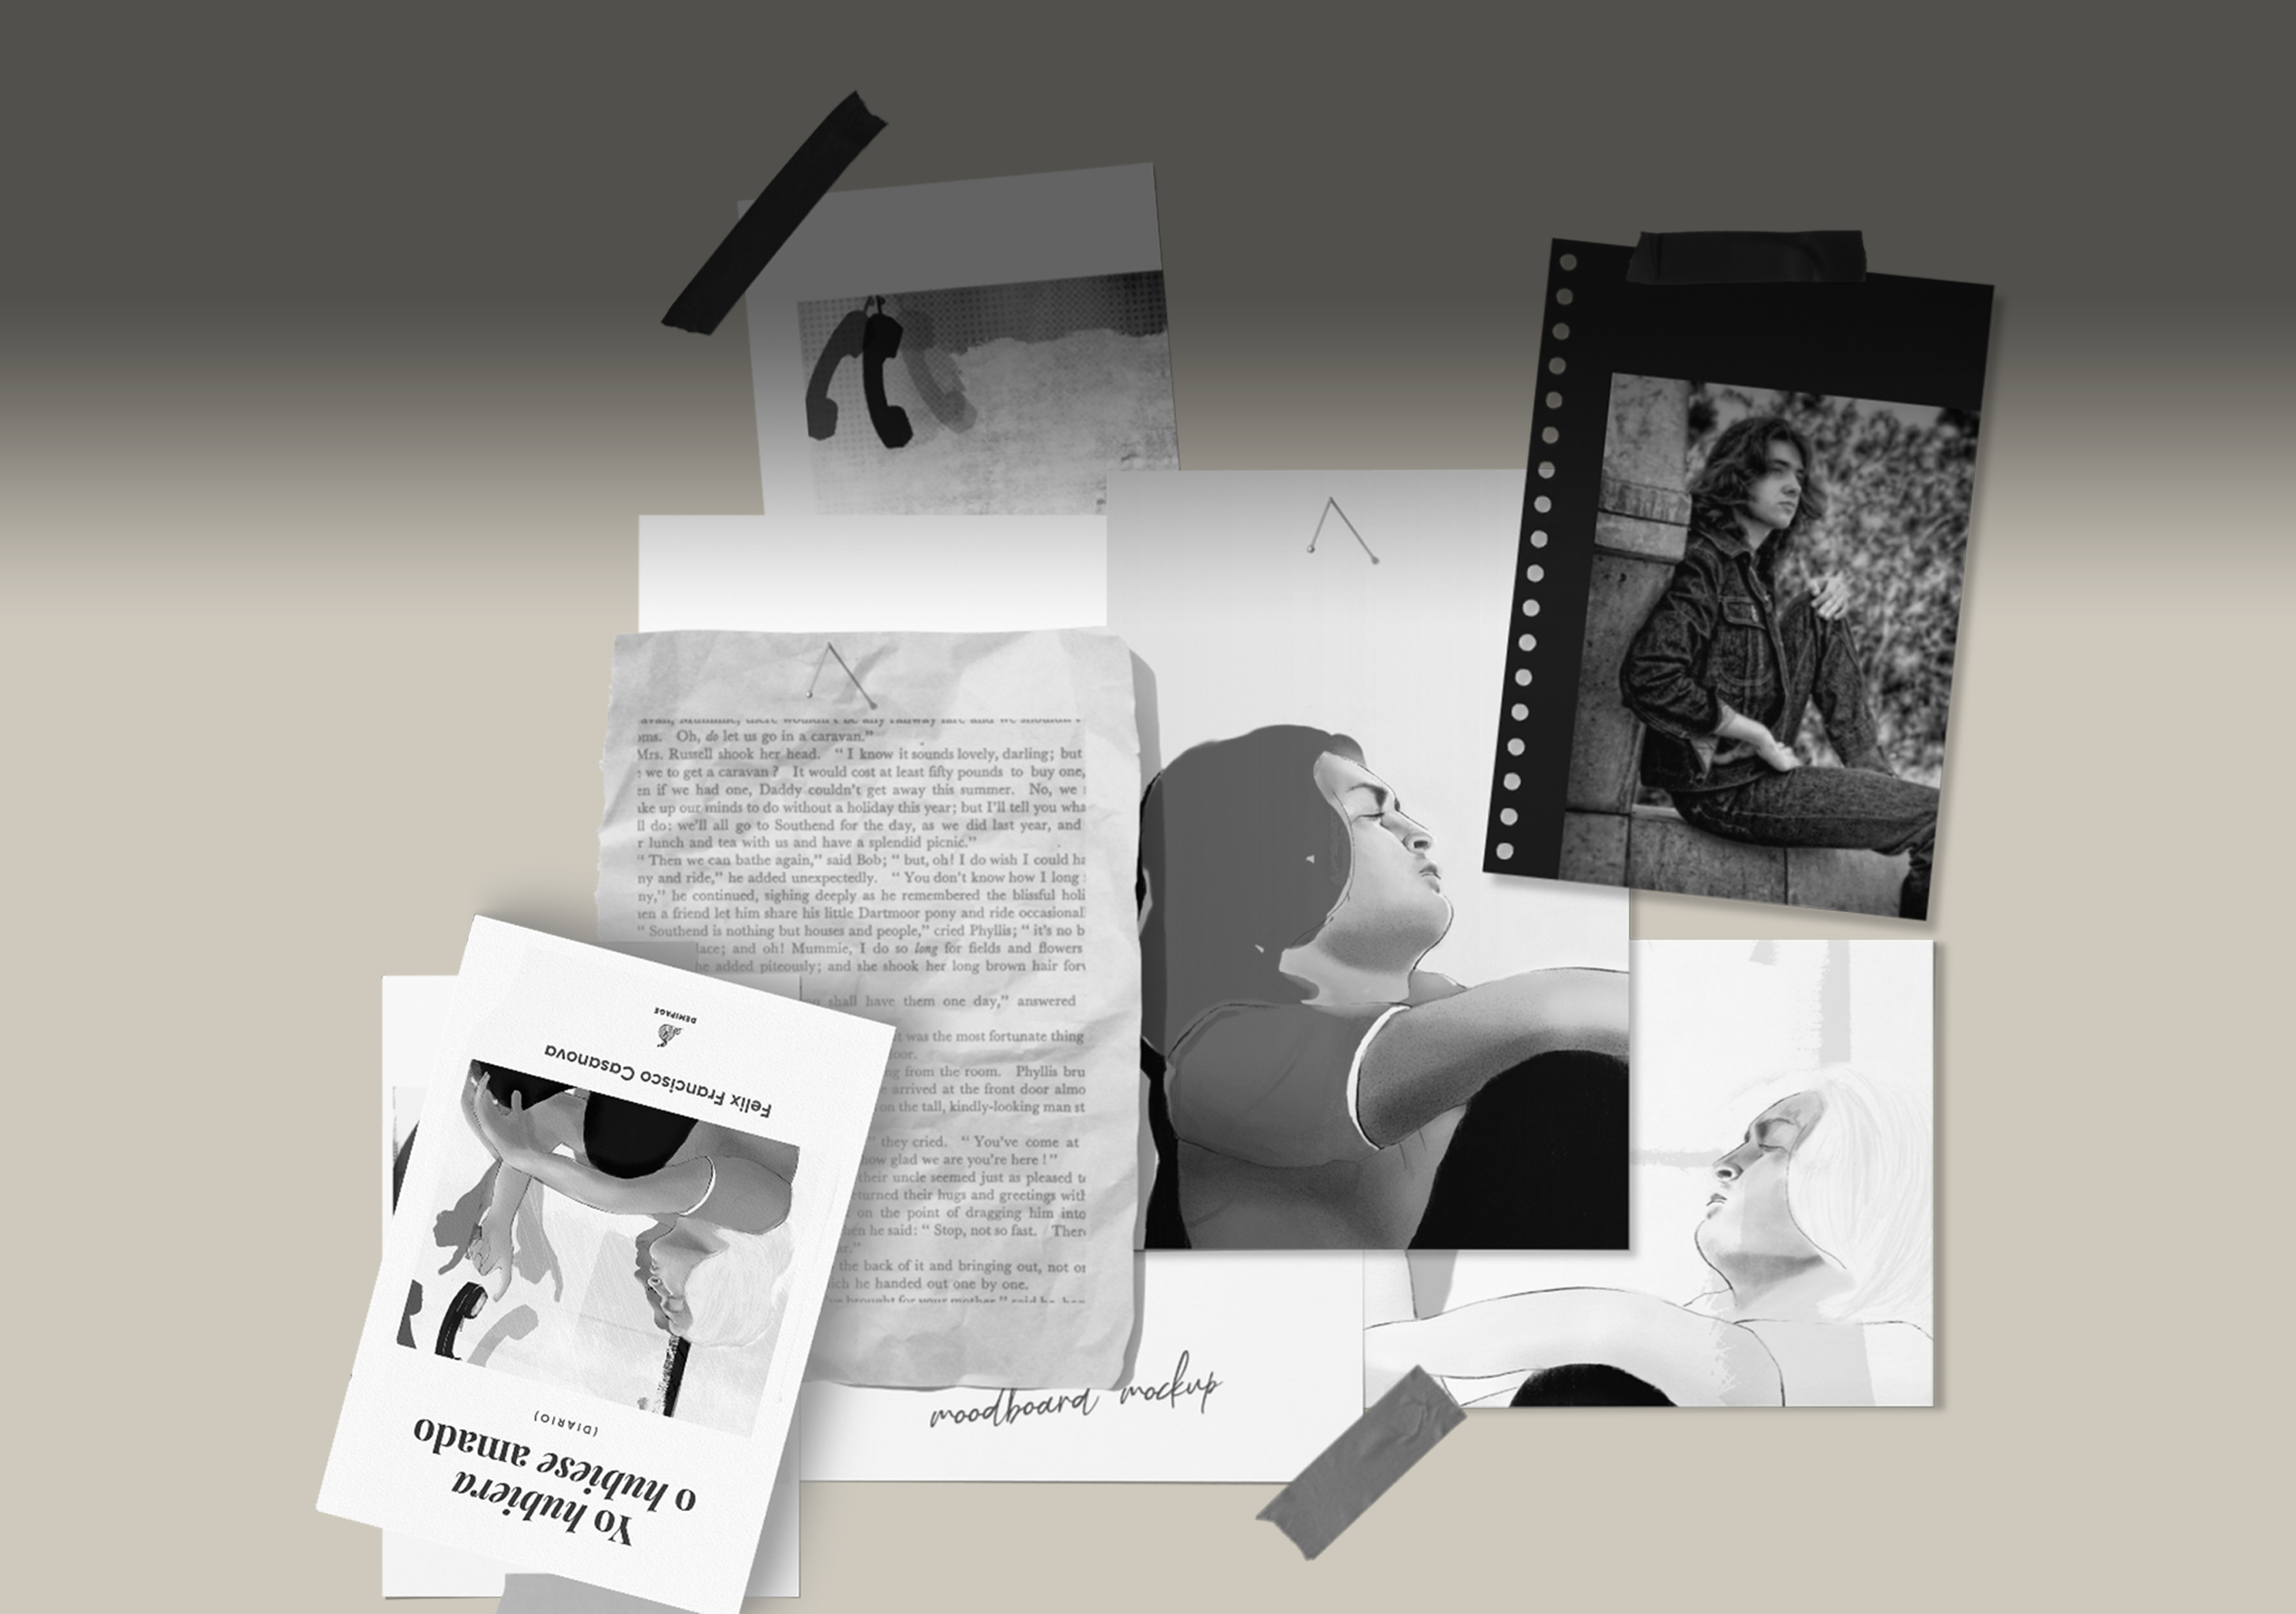 oms. Oh, do let us go in a caravan.”
Mrs. Russell shook her head. “ I know it sounds lovely, darling; but
we to get a caravan ? It would cost at least fifty pounds to buy one,
en if we had one, Daddy couldn’t get away this summer. No, we
ake up our minds to do without a holiday this year; but I’ll tell you wha
ll do: we’ll all go to Southend for the day, as we did last year, and
r lunch and tea with us and have a splendid picnic.”
“ Then we can bathe again,” said Bob; “ but, oh! I do wish I could ha
ny and ride,” he added unexpectedly. “ You don’t know how I long
ny,” he continued, sighing deeply as he remembered the blissful holi
en a friend let him share his little Dartmoor pony and ride occasional
“ Southend is nothing but houses and people,” cried Phyllis; “ it’s no b
lace; and oh! Mummie, I do so long for fields and flowers
he added piteously; and she shook her long brown hair forv
shall have them one day,” answered
it was the most fortunate thing
oor.
ng from the room. Phyllis bru
e arrived at the front door almo
on the tall, kindly-looking man st
” they cried. “ You’ve come at
how glad we are you’re here ! ”
their uncle seemed just as pleased t
eturned their hugs and greetings with
on the point of dragging him into
hen he said: “ Stop, not so fast. Ther
ar.”
the back of it and bringing out, not or
ch he handed out one by one.
moodboard mockup
Yo hubiera
o hubiese amado
(DIARIO)
Felix Francisco Casanova
DEMIPAGE